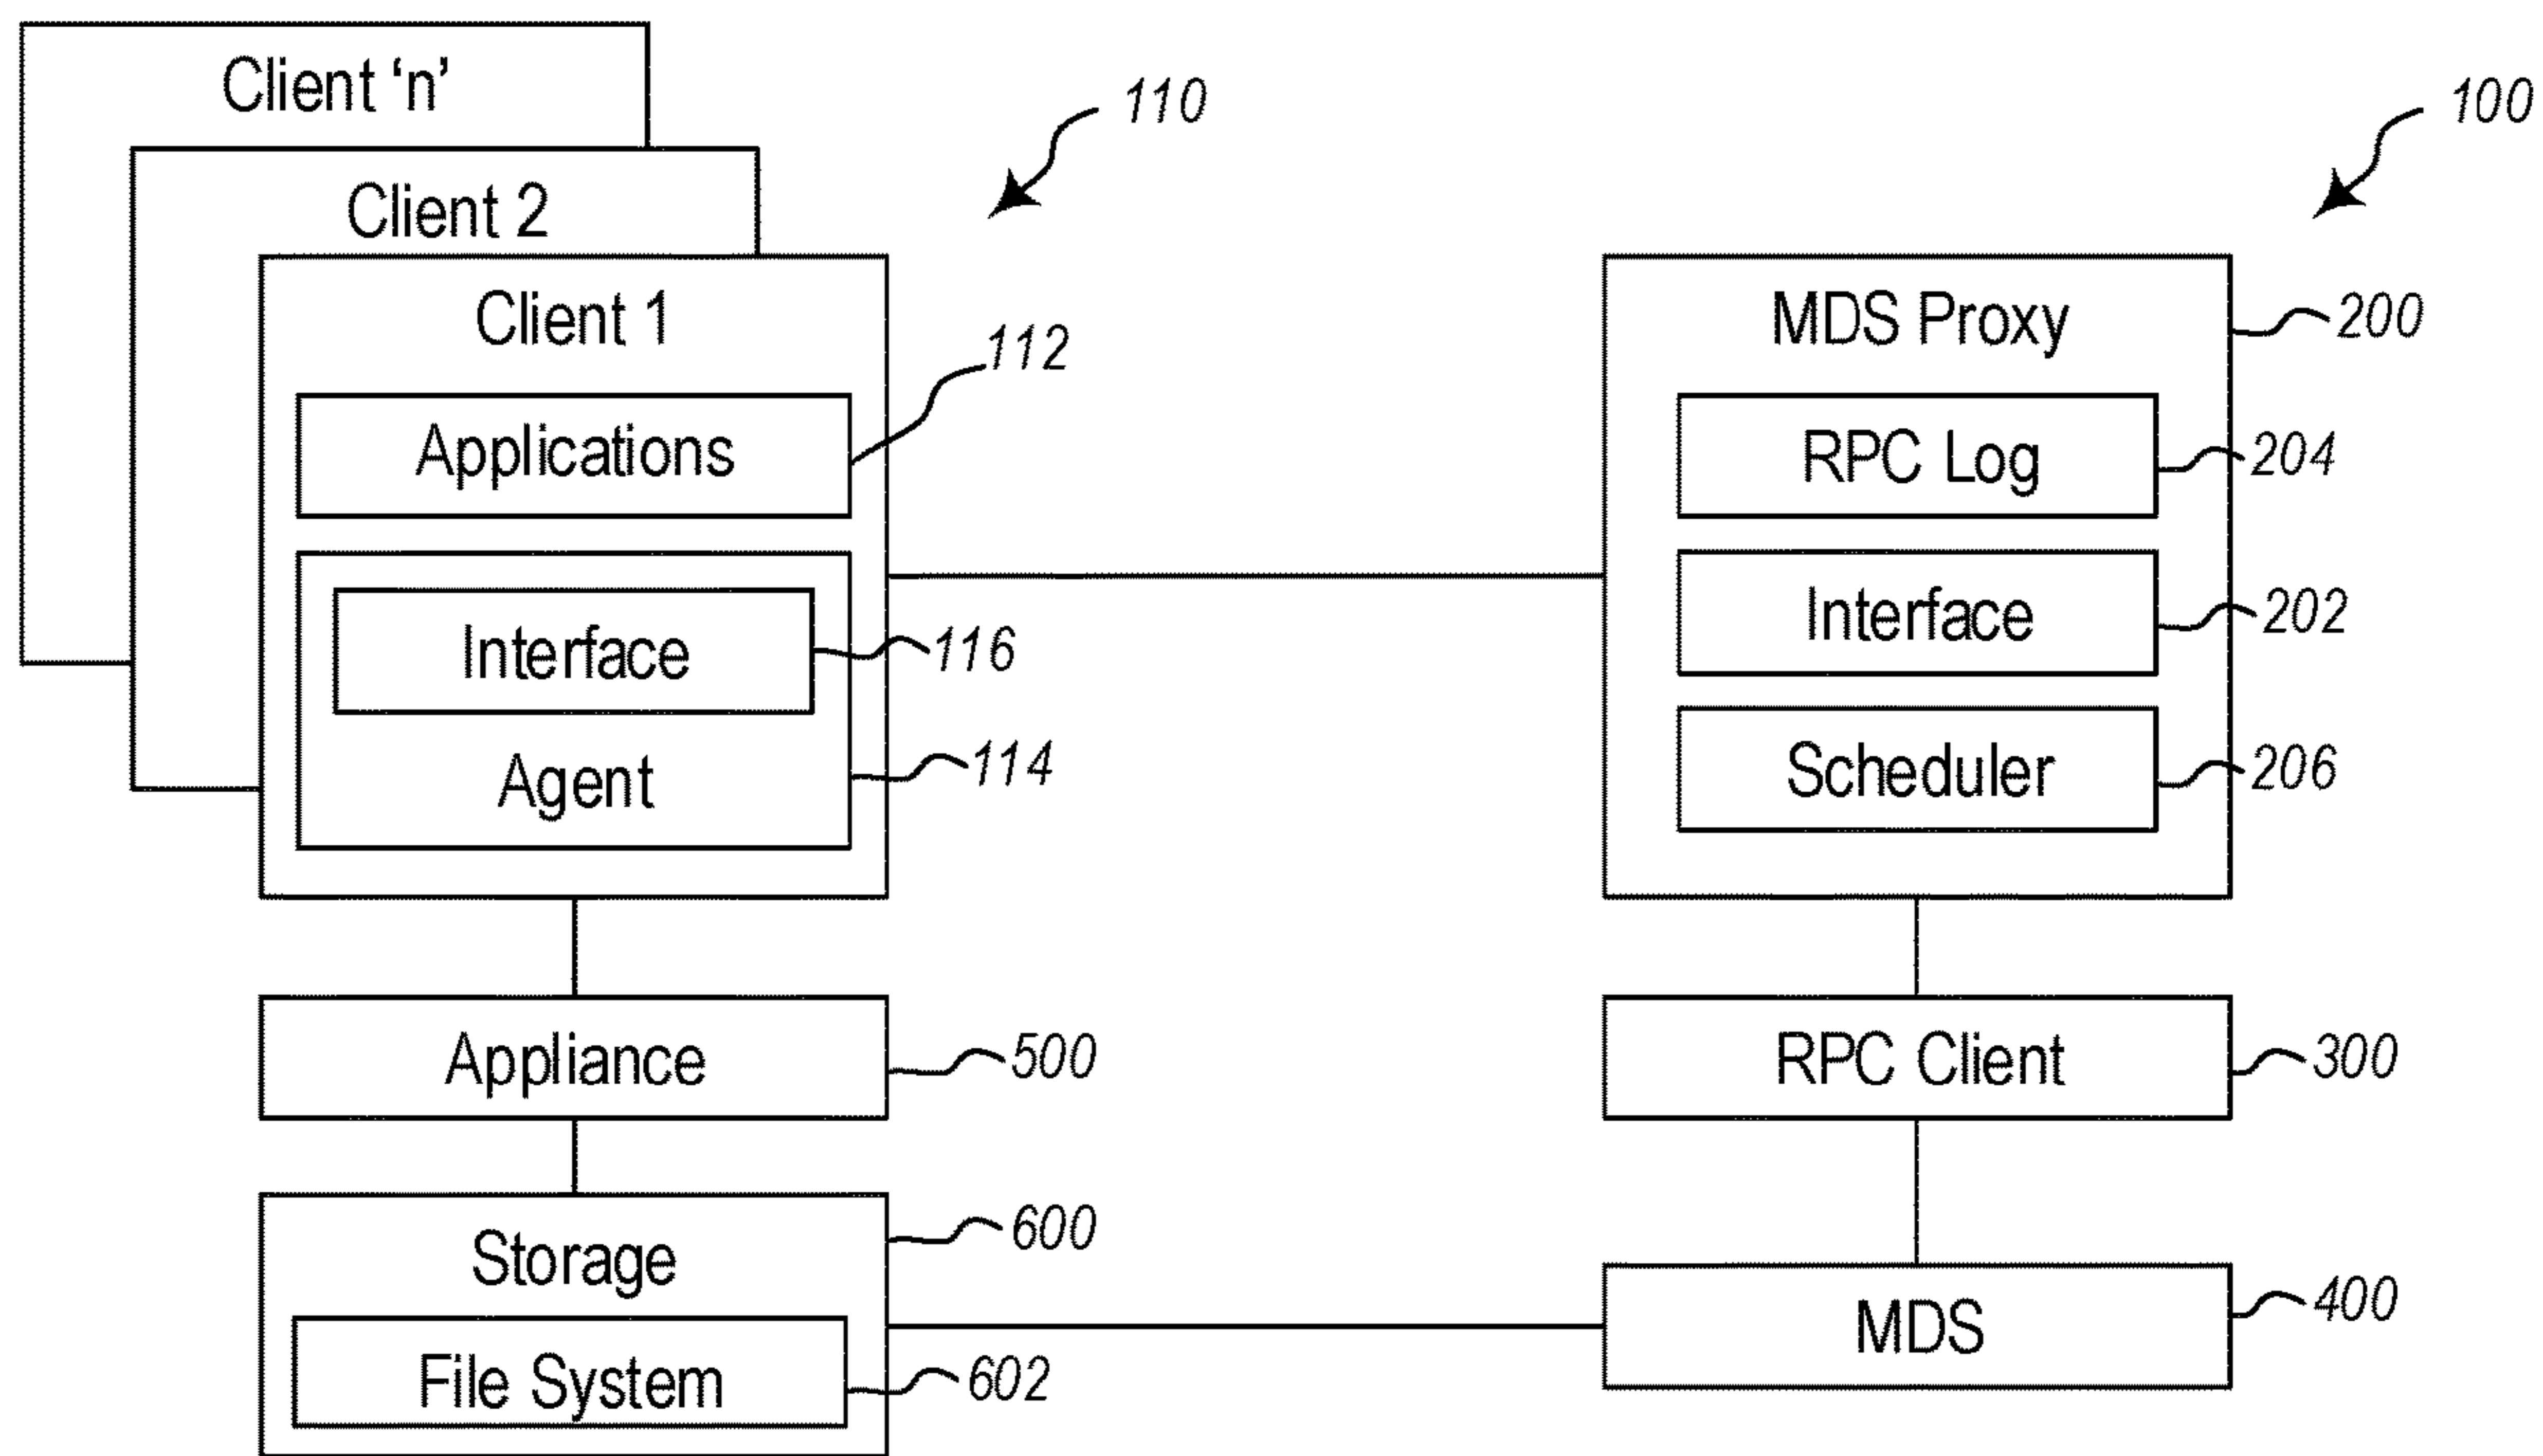 Client ‘n’
110
100
Client 2
Client 1
112
Applications
Interface
116
Agent
114
MDS Proxy
200
RPC Log
204
Interface
202
Scheduler
206
Appliance
500
RPC Client
300
Storage
600
File System
602
MDS
400